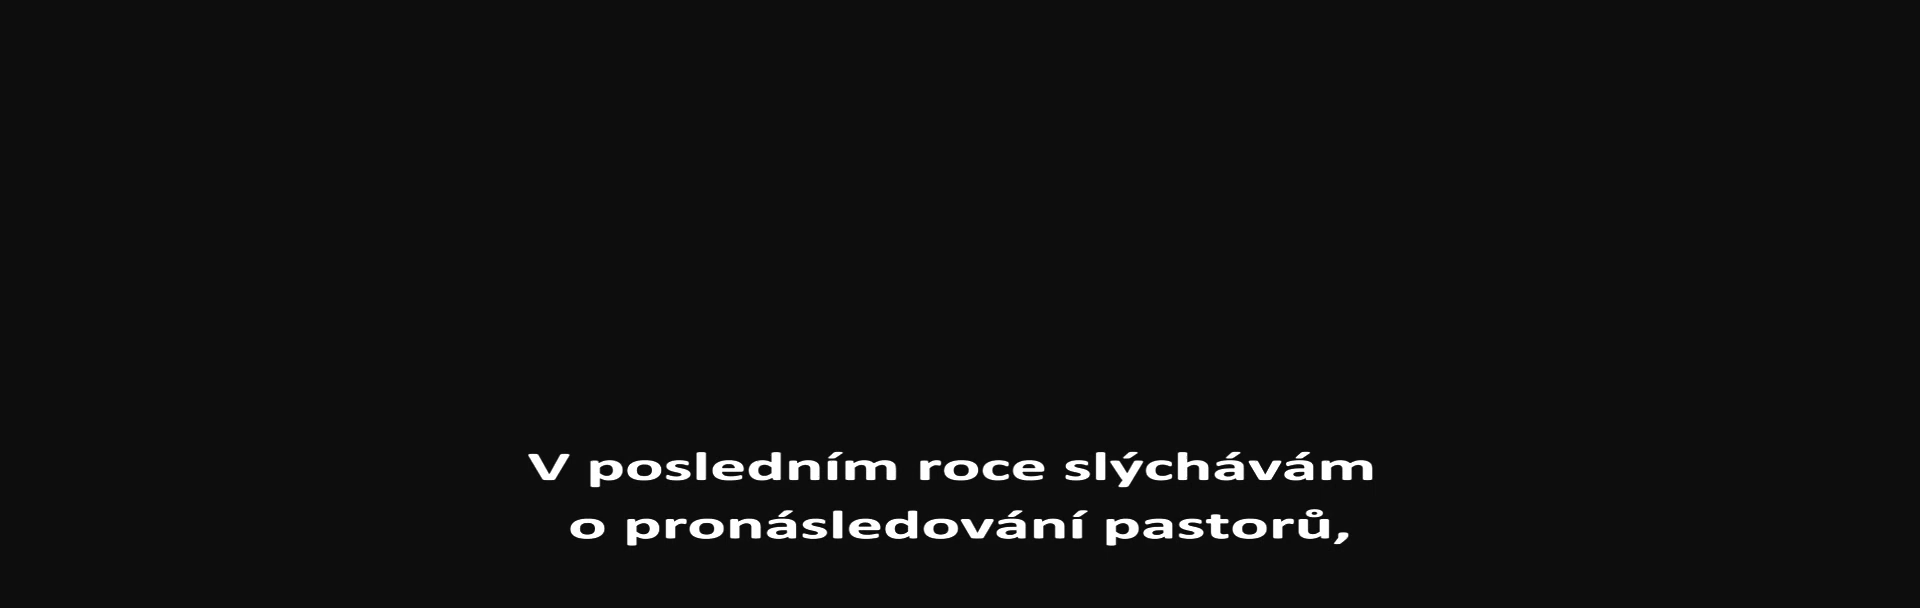 V posledním roce slýchávám
o pronásledování pastorů,